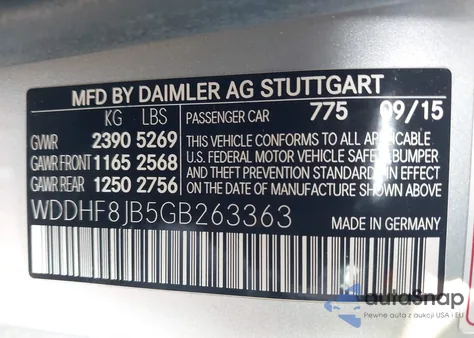 MFD BY DAIMLER AG STUTTGART
KG LBS
PASSENGER CAR 775 09/15
GVWR 2390 5269
GAWR FRONT 1165 2568
GAWR REAR 1250 2756
THIS VEHICLE CONFORMS TO ALL APPLICABLE
U.S. FEDERAL MOTOR VEHICLE SAFETY/BUMPER
AND THEFT PREVENTION STANDARDS IN EFFECT
ON THE DATE OF MANUFACTURE SHOWN ABOVE.
WDDHF8JB5GB263363
MADE IN GERMANY
autoSnap
Pewne auta z aukcji USA i EU